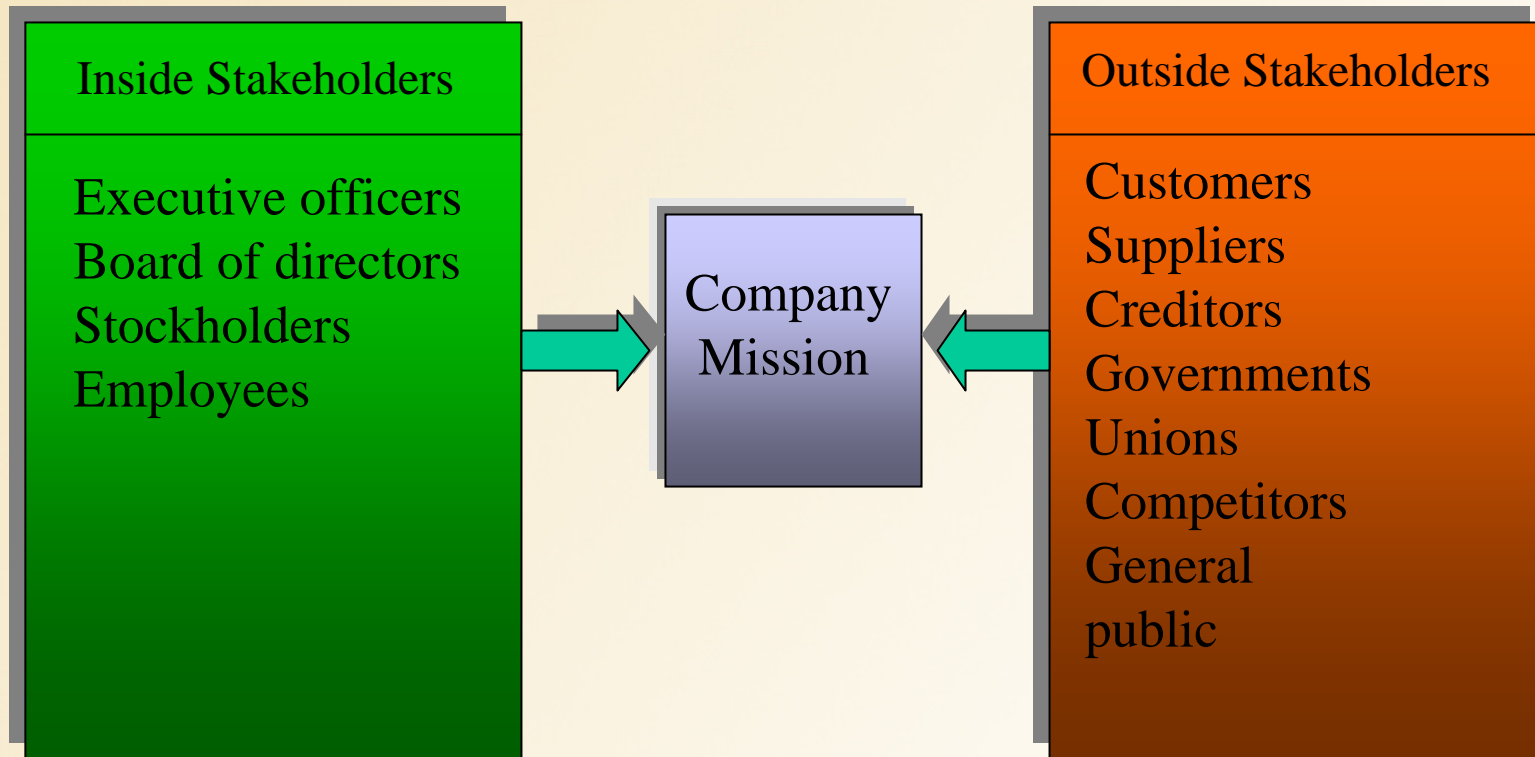 Inside Stakeholders
Executive officers
Board of directors
Stockholders
Employees
Company
Mission
Outside Stakeholders
Customers
Suppliers
Creditors
Governments
Unions
Competitors
General
public